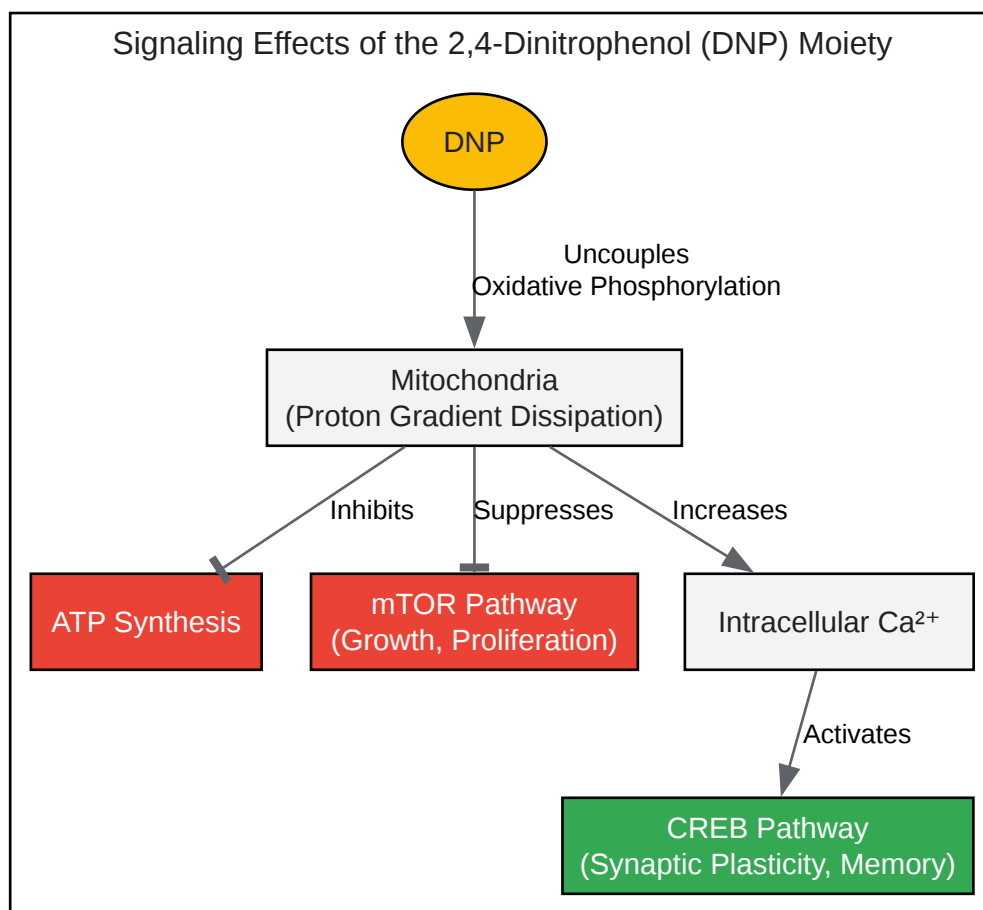 Signaling Effects of the 2,4-Dinitrophenol (DNP) Moiety
DNP
Uncouples
Oxidative Phosphorylation
Mitochondria
(Proton Gradient Dissipation)
Inhibits
Suppresses
Increases
ATP Synthesis
mTOR Pathway
(Growth, Proliferation)
Intracellular Ca²⁺
Activates
CREB Pathway
(Synaptic Plasticity, Memory)